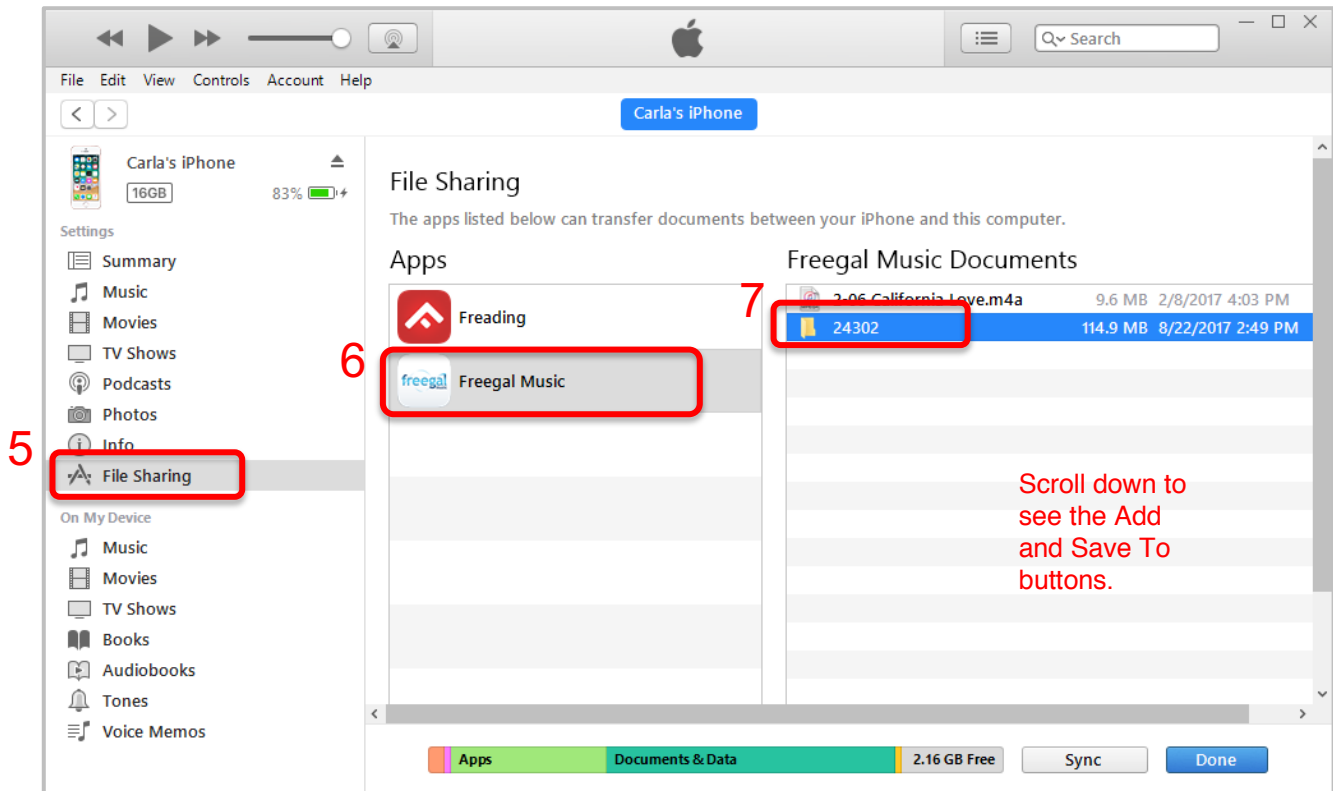 Search
File Edit View Controls Account Help
Carla's iPhone
Carla's iPhone
16GB
83%
Settings
Summary
Music
Movies
TV Shows
Podcasts
Photos
Info
5
File Sharing
On My Device
Music
Movies
TV Shows
Books
Audiobooks
Tones
Voice Memos
File Sharing
The apps listed below can transfer documents between your iPhone and this computer.
Apps
Freading
6
freegal Freegal Music
Freegal Music Documents
7
2-06 California Love.m4a 9.6 MB 2/8/2017 4:03 PM
24302 114.9 MB 8/22/2017 2:49 PM
Scroll down to
see the Add
and Save To
buttons.
Apps Documents & Data 2.16 GB Free Sync Done